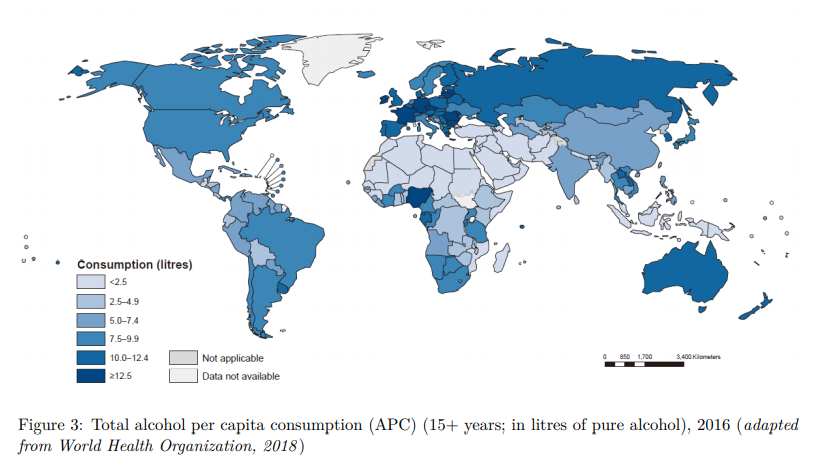 Consumption (litres)
<2.5
2.5–4.9
5.0–7.4
7.5–9.9
10.0–12.4
≥12.5
Not applicable
Data not available
0 850 1,700 3,400 Kilometers
Figure 3: Total alcohol per capita consumption (APC) (15+ years; in litres of pure alcohol), 2016 (adapted
from World Health Organization, 2018)